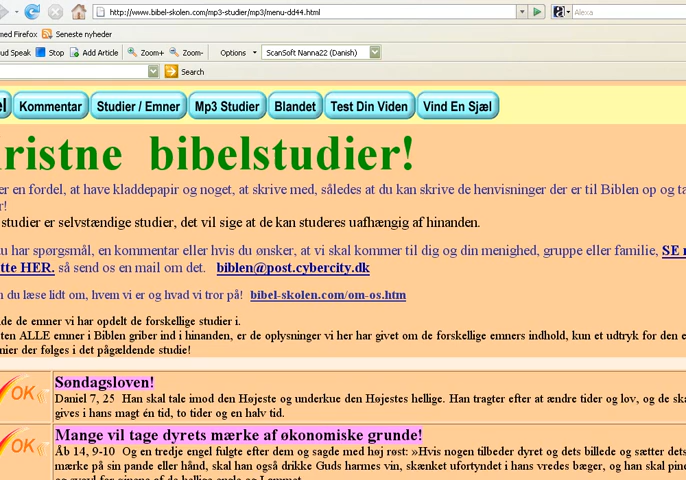 http://www.bibel-skolen.com/mp3-studier/mp3/menu-dd44.html Alexa
med Firefox Seneste nyheder
ud Speak Stop Add Article Zoom+ Zoom- Options ScanSoft Nanna22 (Danish)
Search
el Kommentar Studier / Emner Mp3 Studier Blandet Test Din Viden Vind En Sjæl
ristne bibelstudier!
er en fordel, at have kladdepapir og noget, at skrive med, således at du kan skrive de henvisninger der er til Biblen op og ta
r!
studier er selvstændige studier, det vil sige at de kan studeres uafhængig af hinanden.
u har spørgsmål, en kommentar eller hvis du ønsker, at vi skal kommer til dig og din menighed, gruppe eller familie, SE
tte HER. så send os en mail om det. biblen@post.cybercity.dk
n du læse lidt om, hvem vi er og hvad vi tror på! bibel-skolen.com/om-os.htm
de de emner vi har opdelt de forskellige studier i.
ten ALLE emner i Biblen griber ind i hinanden, er de oplysninger vi her har givet om de forskellige emners indhold, kun et udtryk for den e
nier der følges i det pågældende studie!
OK Søndagsloven!
Daniel 7, 25 Han skal tale imod den Højeste og underkue den Højestes hellige. Han tragter efter at ændre tider og lov, og de ska
gives i hans magt én tid, to tider og en halv tid.
OK Mange vil tage dyrets mærke af økonomiske grunde!
Åb 14, 9-10 Og en tredje engel fulgte efter dem og sagde med høj røst: »Hvis nogen tilbeder dyret og dets billede og sætter dets
mærke på sin pande eller hånd, skal han også drikke Guds harmes vin, skænket ufortyndet i hans vredes bæger, og han skal pine